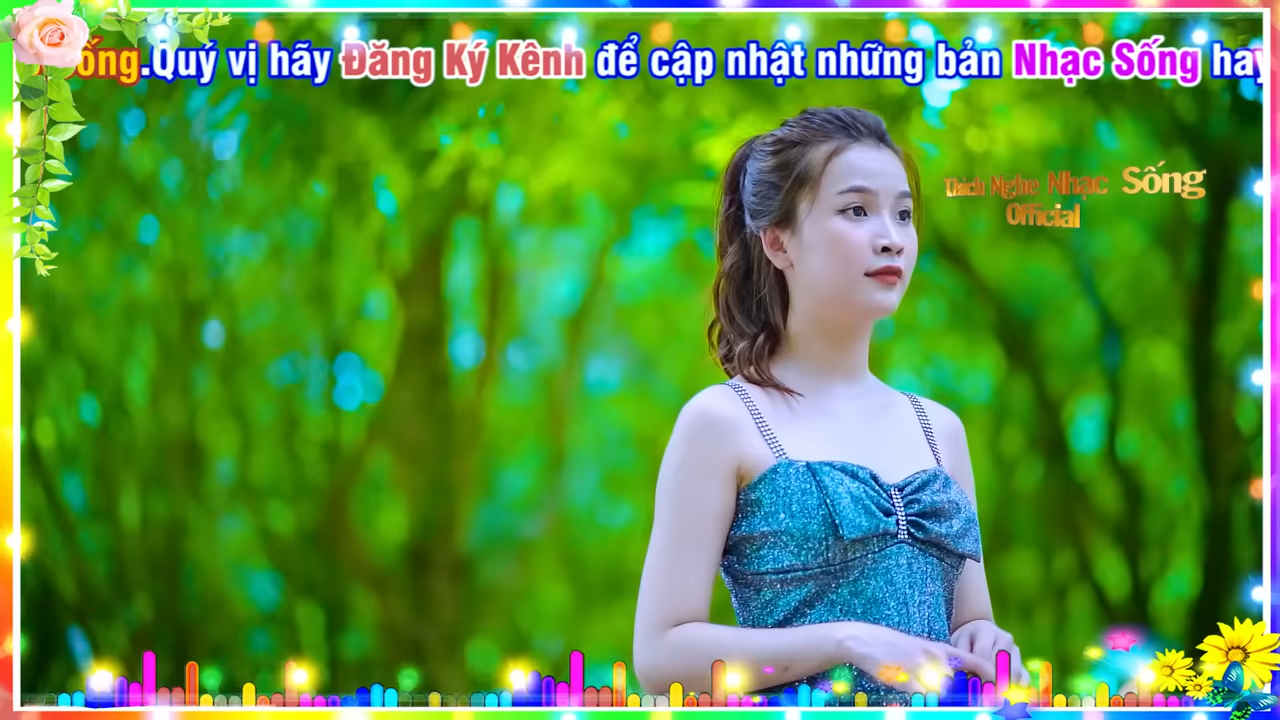 ống.Quý vị hãy Đăng Ký Kênh để cập nhật những bản Nhạc Sống hay
Thích Nghe Nhạc Sống
Official